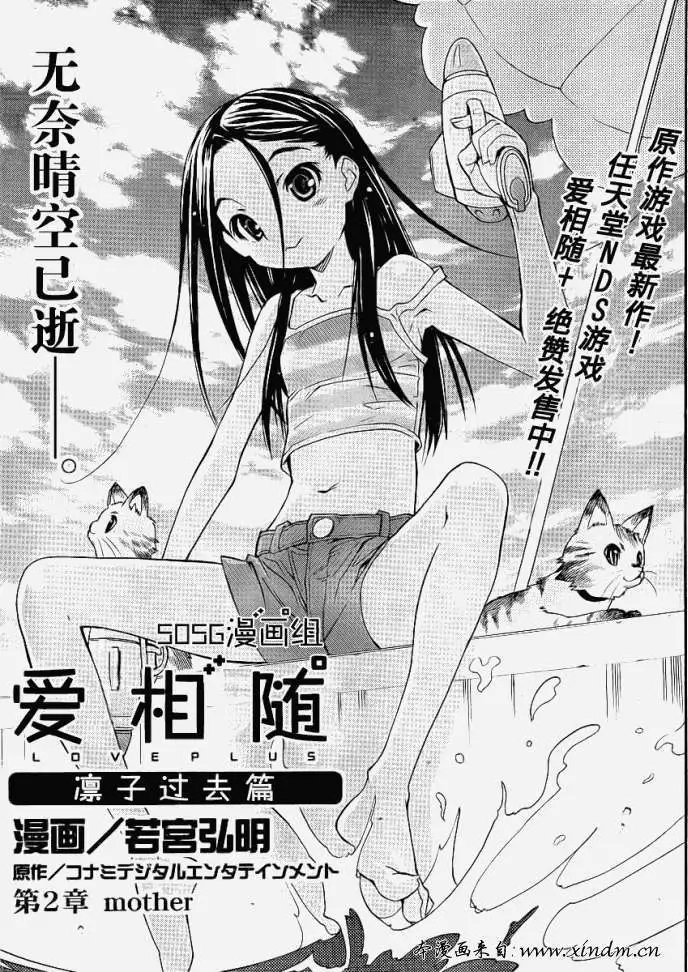 原作游戏最新作！
任天堂NDS游戏
爱相随+ 绝赞发售中!!
无奈晴空已逝——。
SOSG漫画组
爱相随
LOVEPLUS
凛子过去篇
漫画／若宫弘明
原作／コナミデジタルエンタテインメント
第2章 mother
本漫画来自:www.xindm.cn